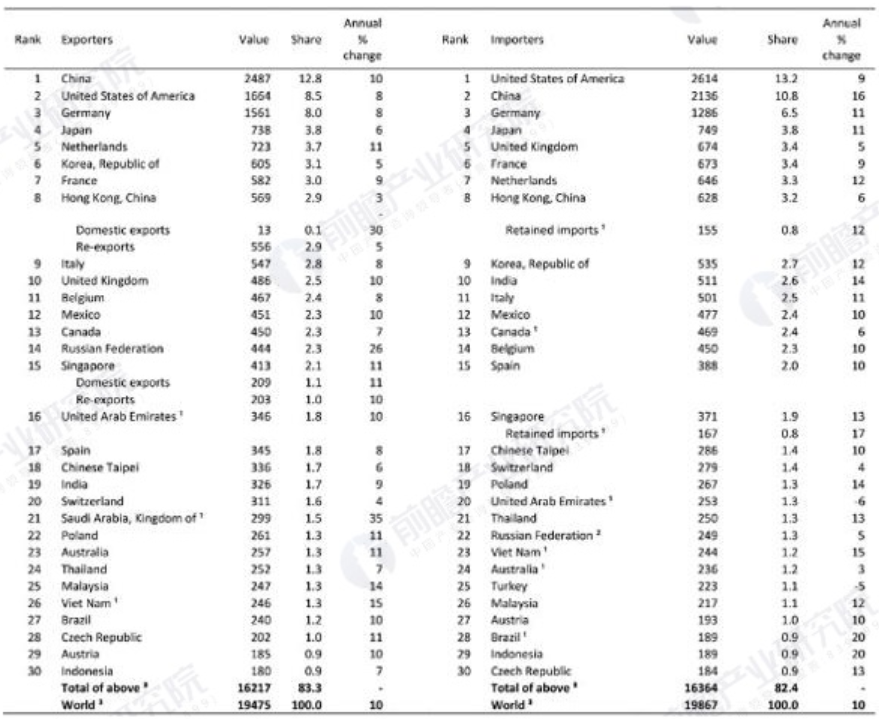 Rank Exporters Value Share Annual % change Rank Importers Value Share Annual % change
1 China 2487 12.8 10 1 United States of America 2614 13.2 9
2 United States of America 1664 8.5 8 2 China 2136 10.8 16
3 Germany 1561 8.0 8 3 Germany 1286 6.5 11
4 Japan 738 3.8 6 4 Japan 749 3.8 11
5 Netherlands 723 3.7 11 5 United Kingdom 674 3.4 5
6 Korea, Republic of 605 3.1 5 6 France 673 3.4 9
7 France 582 3.0 9 7 Netherlands 646 3.3 12
8 Hong Kong, China 569 2.9 3 8 Hong Kong, China 628 3.2 6
-
Domestic exports 13 0.1 30 Retained imports ¹ 155 0.8 12
Re-exports 556 2.9 5
9 Italy 547 2.8 8 9 Korea, Republic of 535 2.7 12
10 United Kingdom 486 2.5 10 10 India 511 2.6 14
11 Belgium 467 2.4 8 11 Italy 501 2.5 11
12 Mexico 451 2.3 10 12 Mexico 477 2.4 10
13 Canada 450 2.3 7 13 Canada ¹ 469 2.4 6
14 Russian Federation 444 2.3 26 14 Belgium 450 2.3 10
15 Singapore 413 2.1 11 15 Spain 388 2.0 10
Domestic exports 209 1.1 11
Re-exports 203 1.0 10
16 United Arab Emirates ¹ 346 1.8 10 16 Singapore 371 1.9 13
Retained imports ¹ 167 0.8 17
17 Spain 345 1.8 8 17 Chinese Taipei 286 1.4 10
18 Chinese Taipei 336 1.7 6 18 Switzerland 279 1.4 4
19 India 326 1.7 9 19 Poland 267 1.3 14
20 Switzerland 311 1.6 4 20 United Arab Emirates ¹ 253 1.3 -6
21 Saudi Arabia, Kingdom of ¹ 299 1.5 35 21 Thailand 250 1.3 13
22 Poland 261 1.3 11 22 Russian Federation ² 249 1.3 5
23 Australia 257 1.3 11 23 Viet Nam ¹ 244 1.2 15
24 Thailand 252 1.3 7 24 Australia ¹ 236 1.2 3
25 Malaysia 247 1.3 14 25 Turkey 223 1.1 -5
26 Viet Nam ¹ 246 1.3 15 26 Malaysia 217 1.1 12
27 Brazil 240 1.2 10 27 Austria 193 1.0 10
28 Czech Republic 202 1.0 11 28 Brazil ¹ 189 0.9 20
29 Austria 185 0.9 10 29 Indonesia 189 0.9 20
30 Indonesia 180 0.9 7 30 Czech Republic 184 0.9 13
Total of above ³ 16217 83.3 - Total of above ³ 16364 82.4 -
World ³ 19475 100.0 10 World ³ 19867 100.0 10
前瞻产业研究院